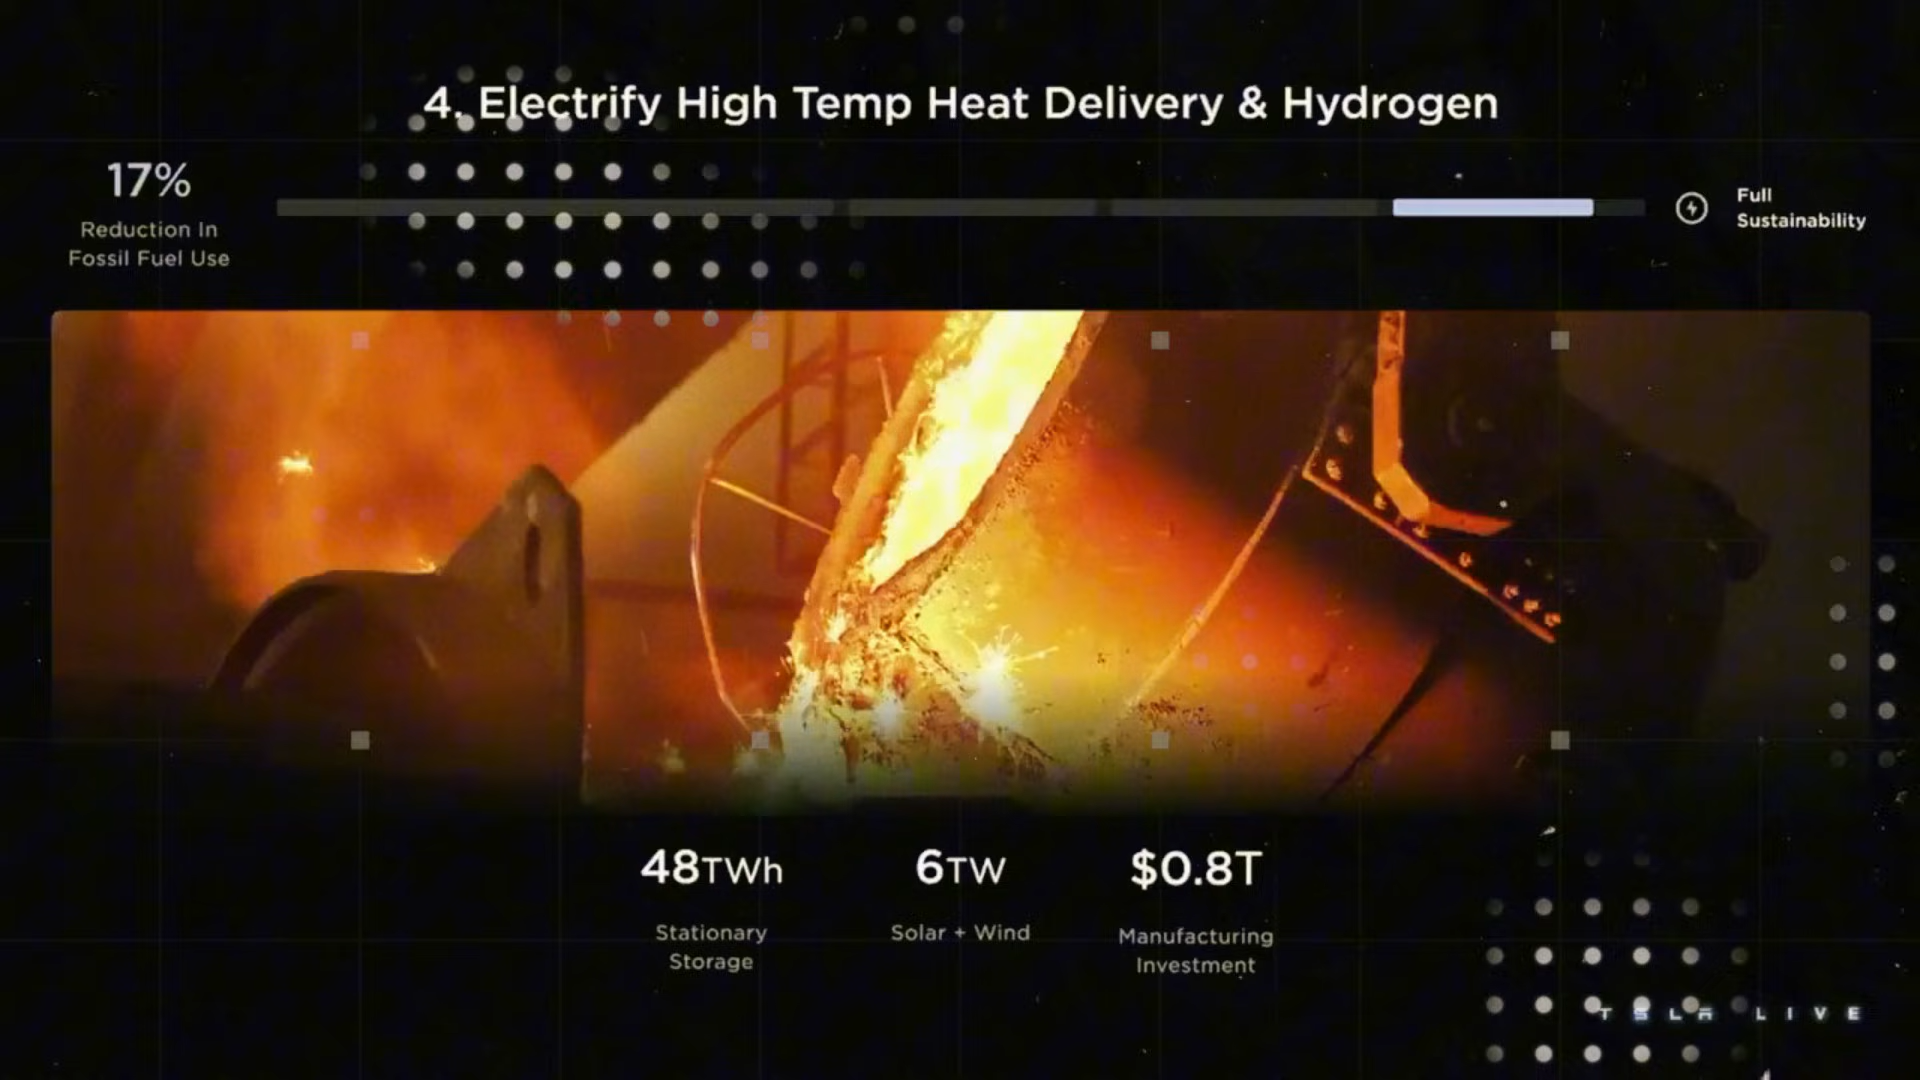 4. Electrify High Temp Heat Delivery & Hydrogen
17%
Reduction In
Fossil Fuel Use
Full
Sustainability
48TWh
Stationary
Storage
6TW
Solar + Wind
$0.8T
Manufacturing
Investment
TESLA LIVE